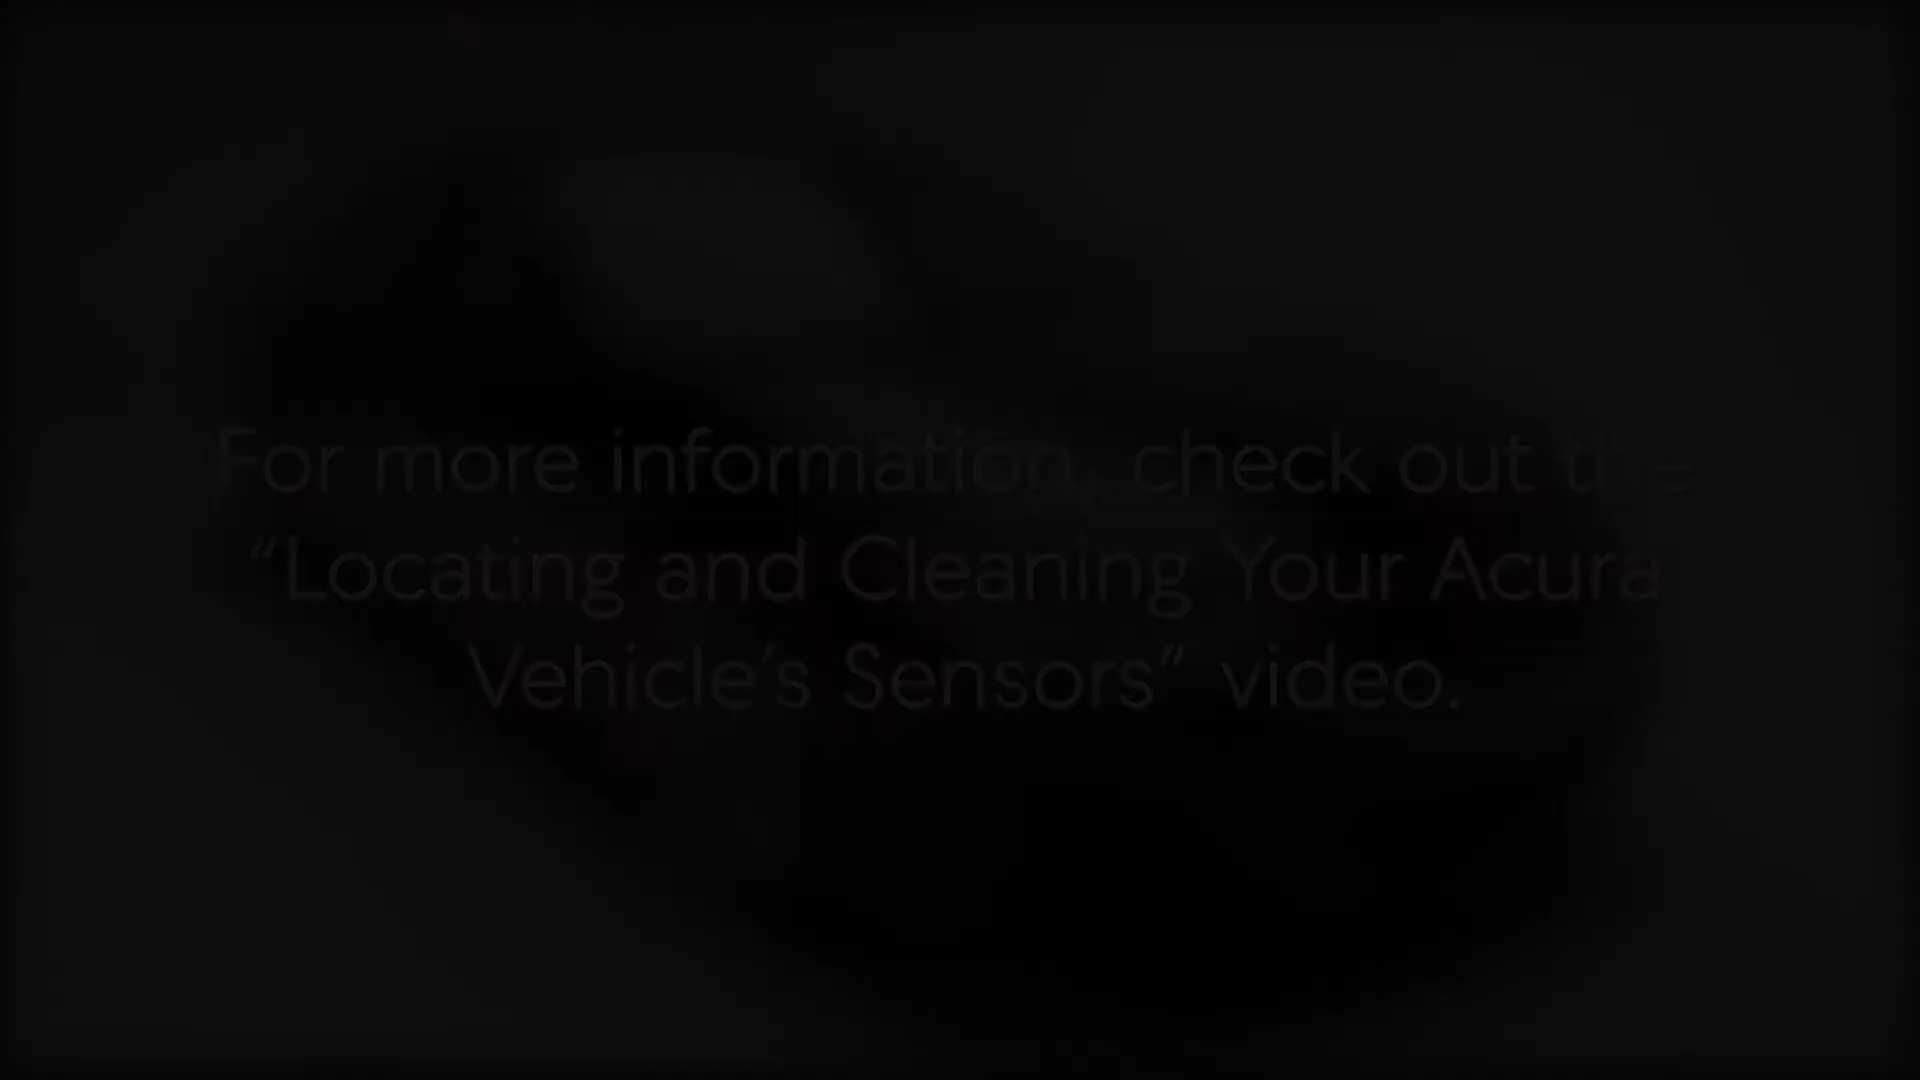 For more information, check out the
“Locating and Cleaning Your Acura
Vehicle’s Sensors” video.